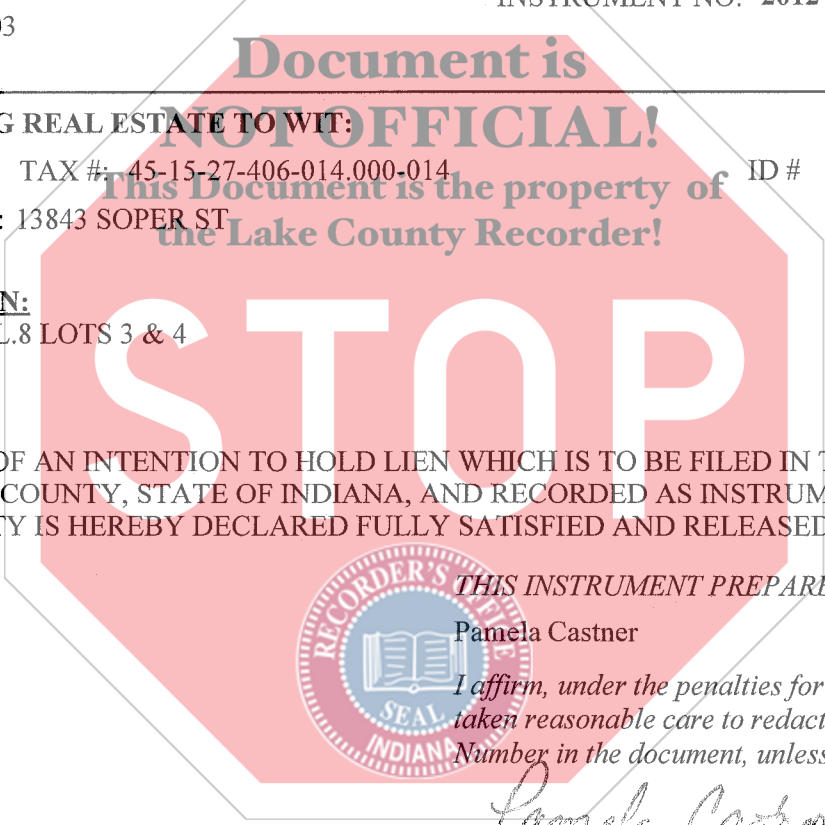 INSTRUMENT NO. 2012
03
Document is
NOT OFFICIAL!
G REAL ESTATE TO WIT:
TAX #: 45-15-27-406-014.000-014 ID #
This Document is the property of
: 13843 SOPER ST
the Lake County Recorder!
N:
L.8 LOTS 3 & 4
STOP
OF AN INTENTION TO HOLD LIEN WHICH IS TO BE FILED IN T
COUNTY, STATE OF INDIANA, AND RECORDED AS INSTRUM
TY IS HEREBY DECLARED FULLY SATISFIED AND RELEASED
THIS INSTRUMENT PREPARE
RECORDER'S OFFICE
Pamela Castner
SEAL
INDIANA
I affirm, under the penalties for
taken reasonable care to redact
Number in the document, unless
Pamela Castn